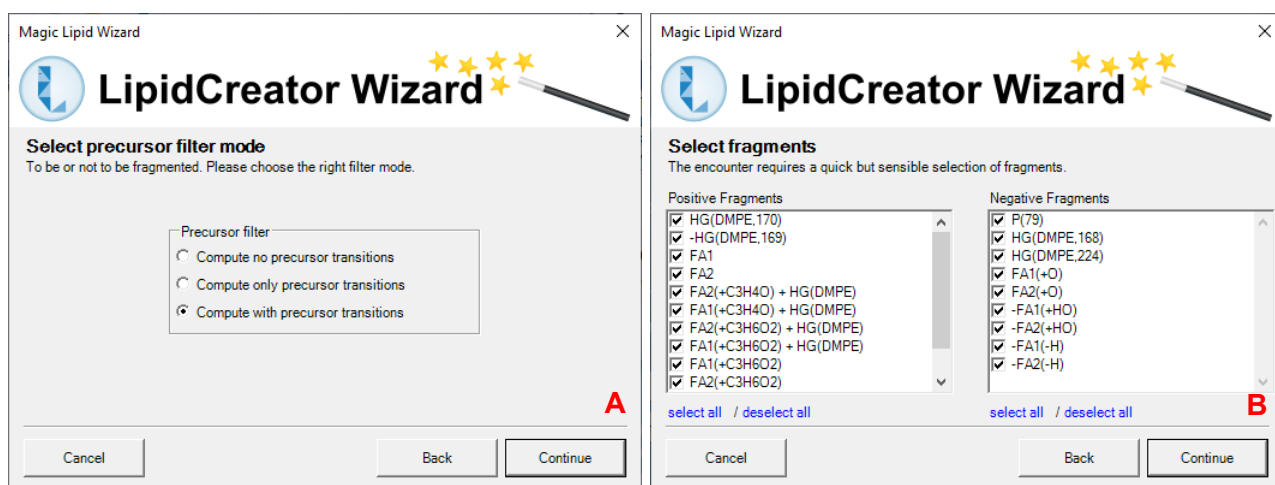 Magic Lipid Wizard
LipidCreator Wizard
Select precursor filter mode
To be or not to be fragmented. Please choose the right filter mode.
Precursor filter
Compute no precursor transitions
Compute only precursor transitions
Compute with precursor transitions
A
Cancel
Back
Continue
Magic Lipid Wizard
LipidCreator Wizard
Select fragments
The encounter requires a quick but sensible selection of fragments.
Positive Fragments
HG(DMPE,170)
-HG(DMPE,169)
FA1
FA2
FA2(+C3H4O) + HG(DMPE)
FA1(+C3H4O) + HG(DMPE)
FA2(+C3H6O2) + HG(DMPE)
FA1(+C3H6O2) + HG(DMPE)
FA1(+C3H6O2)
FA2(+C3H6O2)
select all / deselect all
Negative Fragments
P(79)
HG(DMPE,168)
HG(DMPE,224)
FA1(+O)
FA2(+O)
-FA1(+HO)
-FA2(+HO)
-FA1(-H)
-FA2(-H)
select all / deselect all
B
Cancel
Back
Continue